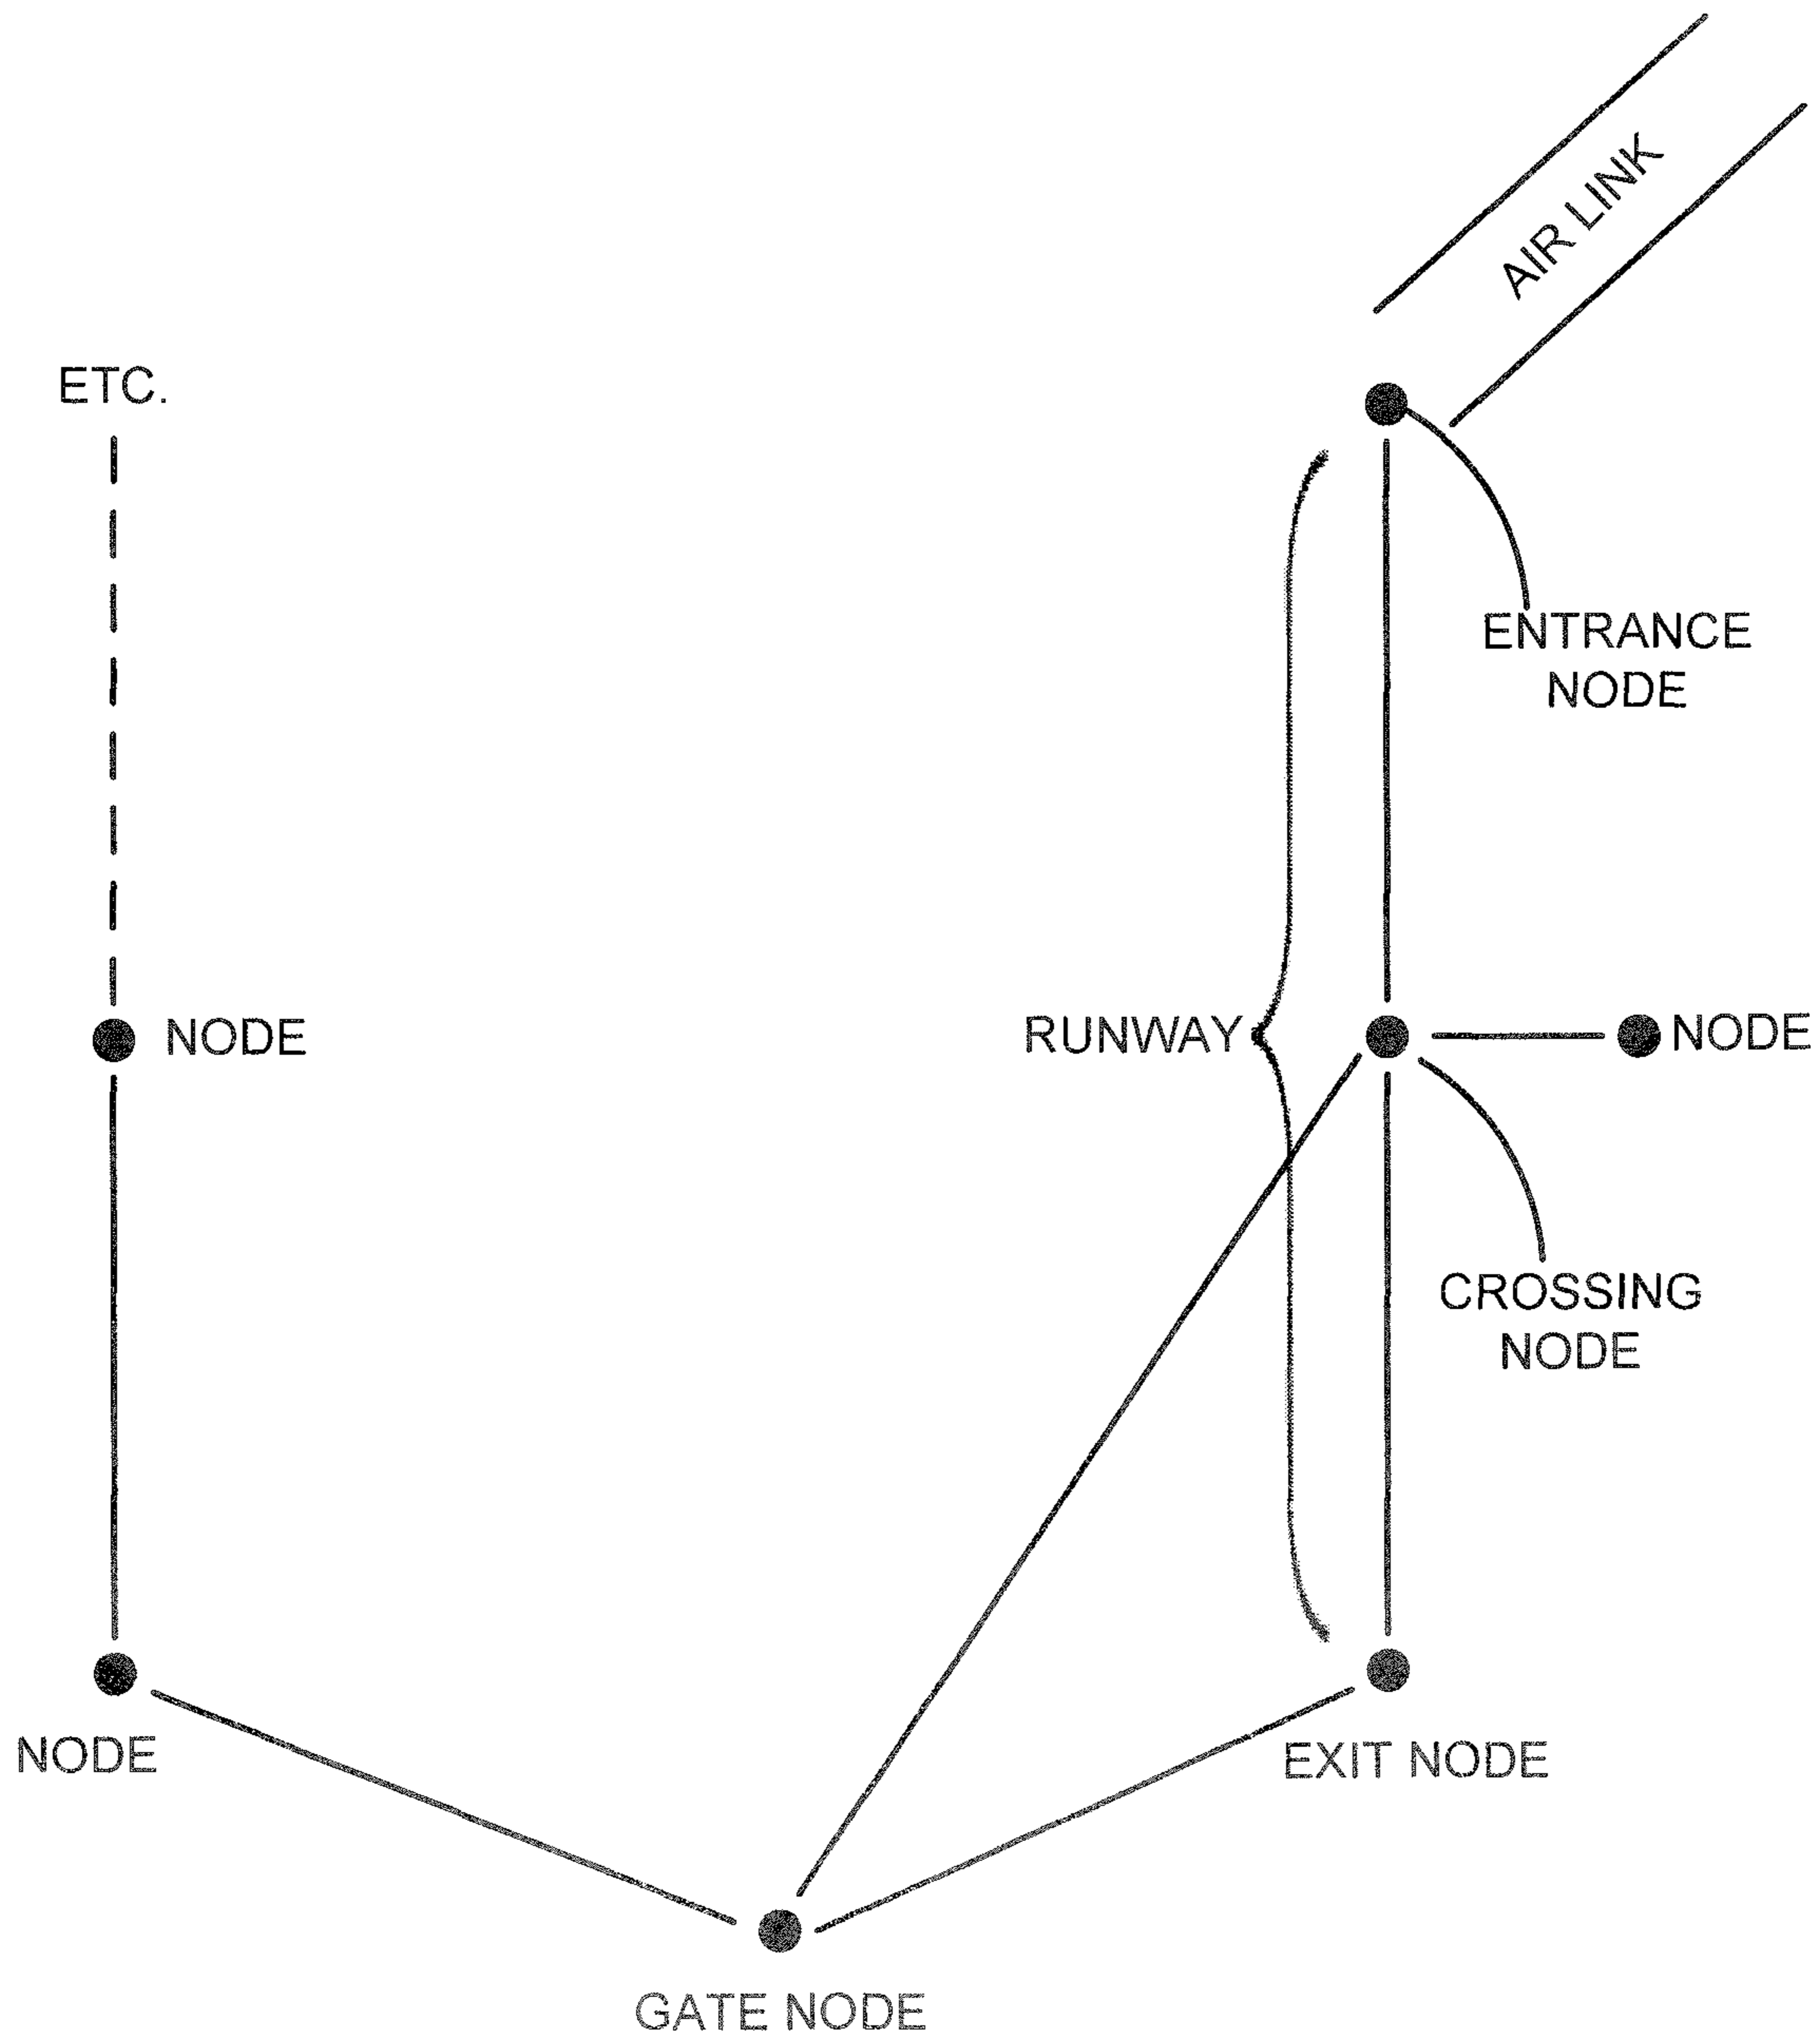 AIR LINK
ETC.
ENTRANCE
NODE
NODE
RUNWAY
NODE
CROSSING
NODE
NODE
EXIT NODE
GATE NODE